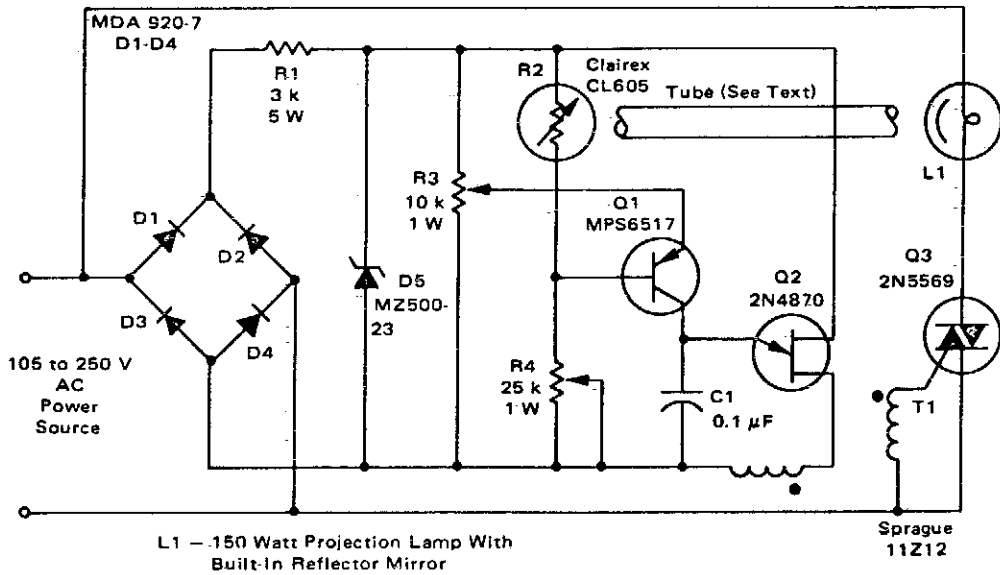 MDA 920-7
D1-D4
R1
3 k
5 W
R2
Clairex
CL605
Tube (See Text)
L1
D1
D2
D3
D4
R3
10 k
1 W
Q1
MPS6517
D5
MZ500-
23
Q2
2N4870
Q3
2N5569
105 to 250 V
AC
Power
Source
R4
25 k
1 W
C1
0.1 μF
T1
L1 – 150 Watt Projection Lamp With
Built-In Reflector Mirror
Sprague
11Z12